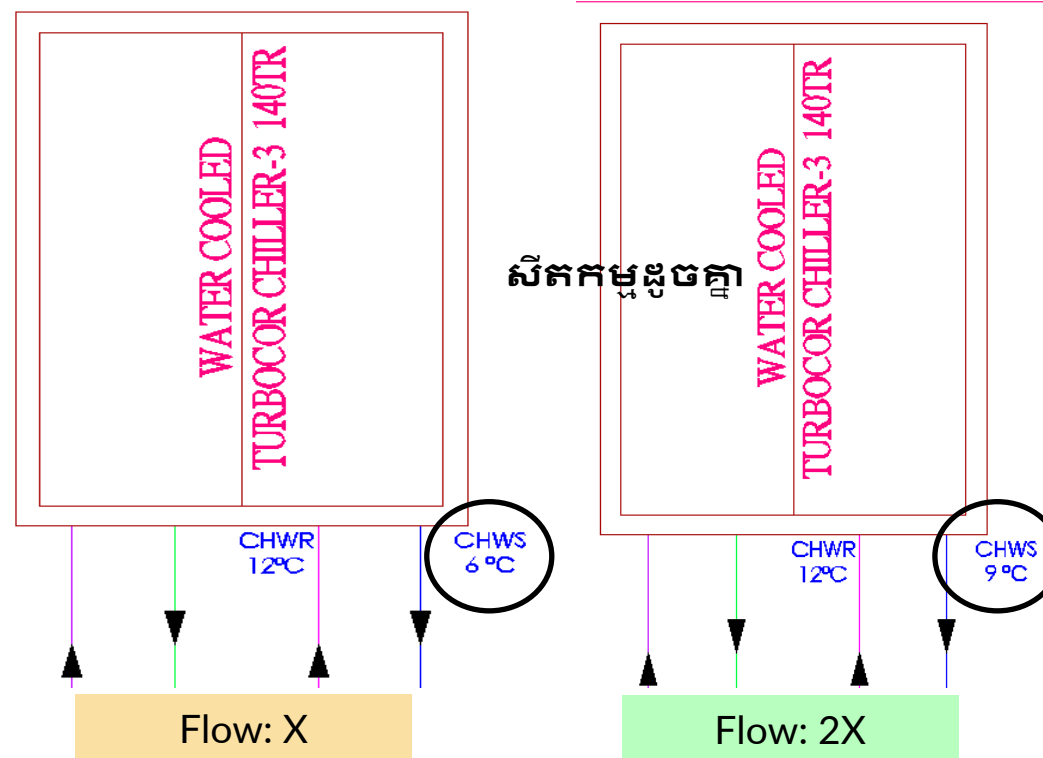 WATER COOLED
TURBOCOR CHILLER-3 140TR
CHWR
12ºC
CHWS
6 ºC
Flow: X
សីតកម្មដូចគ្នា
WATER COOLED
TURBOCOR CHILLER-3 140TR
CHWR
12ºC
CHWS
9 ºC
Flow: 2X